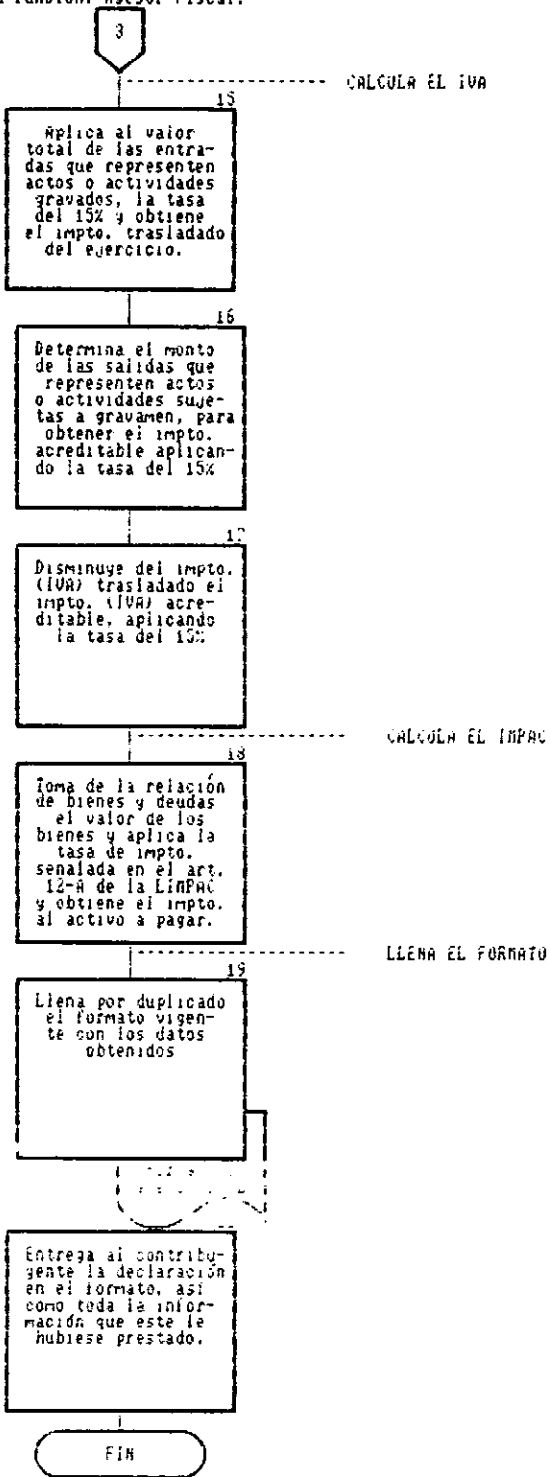 Función: Asesor Fiscal.
3
CALCULA EL IVA
15
Aplica al valor
total de las entra-
das que representen
actos o actividades
gravados, la tasa
del 15% y obtiene
el impto. trasladado
del ejercicio.
16
Determina el monto
de las salidas que
representen actos
o actividades suje-
tas a gravamen, para
obtener el impto.
acreditable aplican-
do la tasa del 15%
17
Disminuye del impto.
(IVA) trasladado el
impto. (IVA) acre-
ditable, aplicando
la tasa del 15%
CALCULA EL IMPAC
18
Toma de la relación
de bienes y deudas
el valor de los
bienes y aplica la
tasa de impto.
senalada en el art.
12-A de la LIMPAC
y obtiene el impto.
al activo a pagar.
LLENA EL FORMATO
19
Llena por duplicado
el formato vigen-
te con los datos
obtenidos
Entrega al contribu-
yente la declaración
en el formato, así
como toda la infor-
mación que este le
hubiese prestado.
FIN